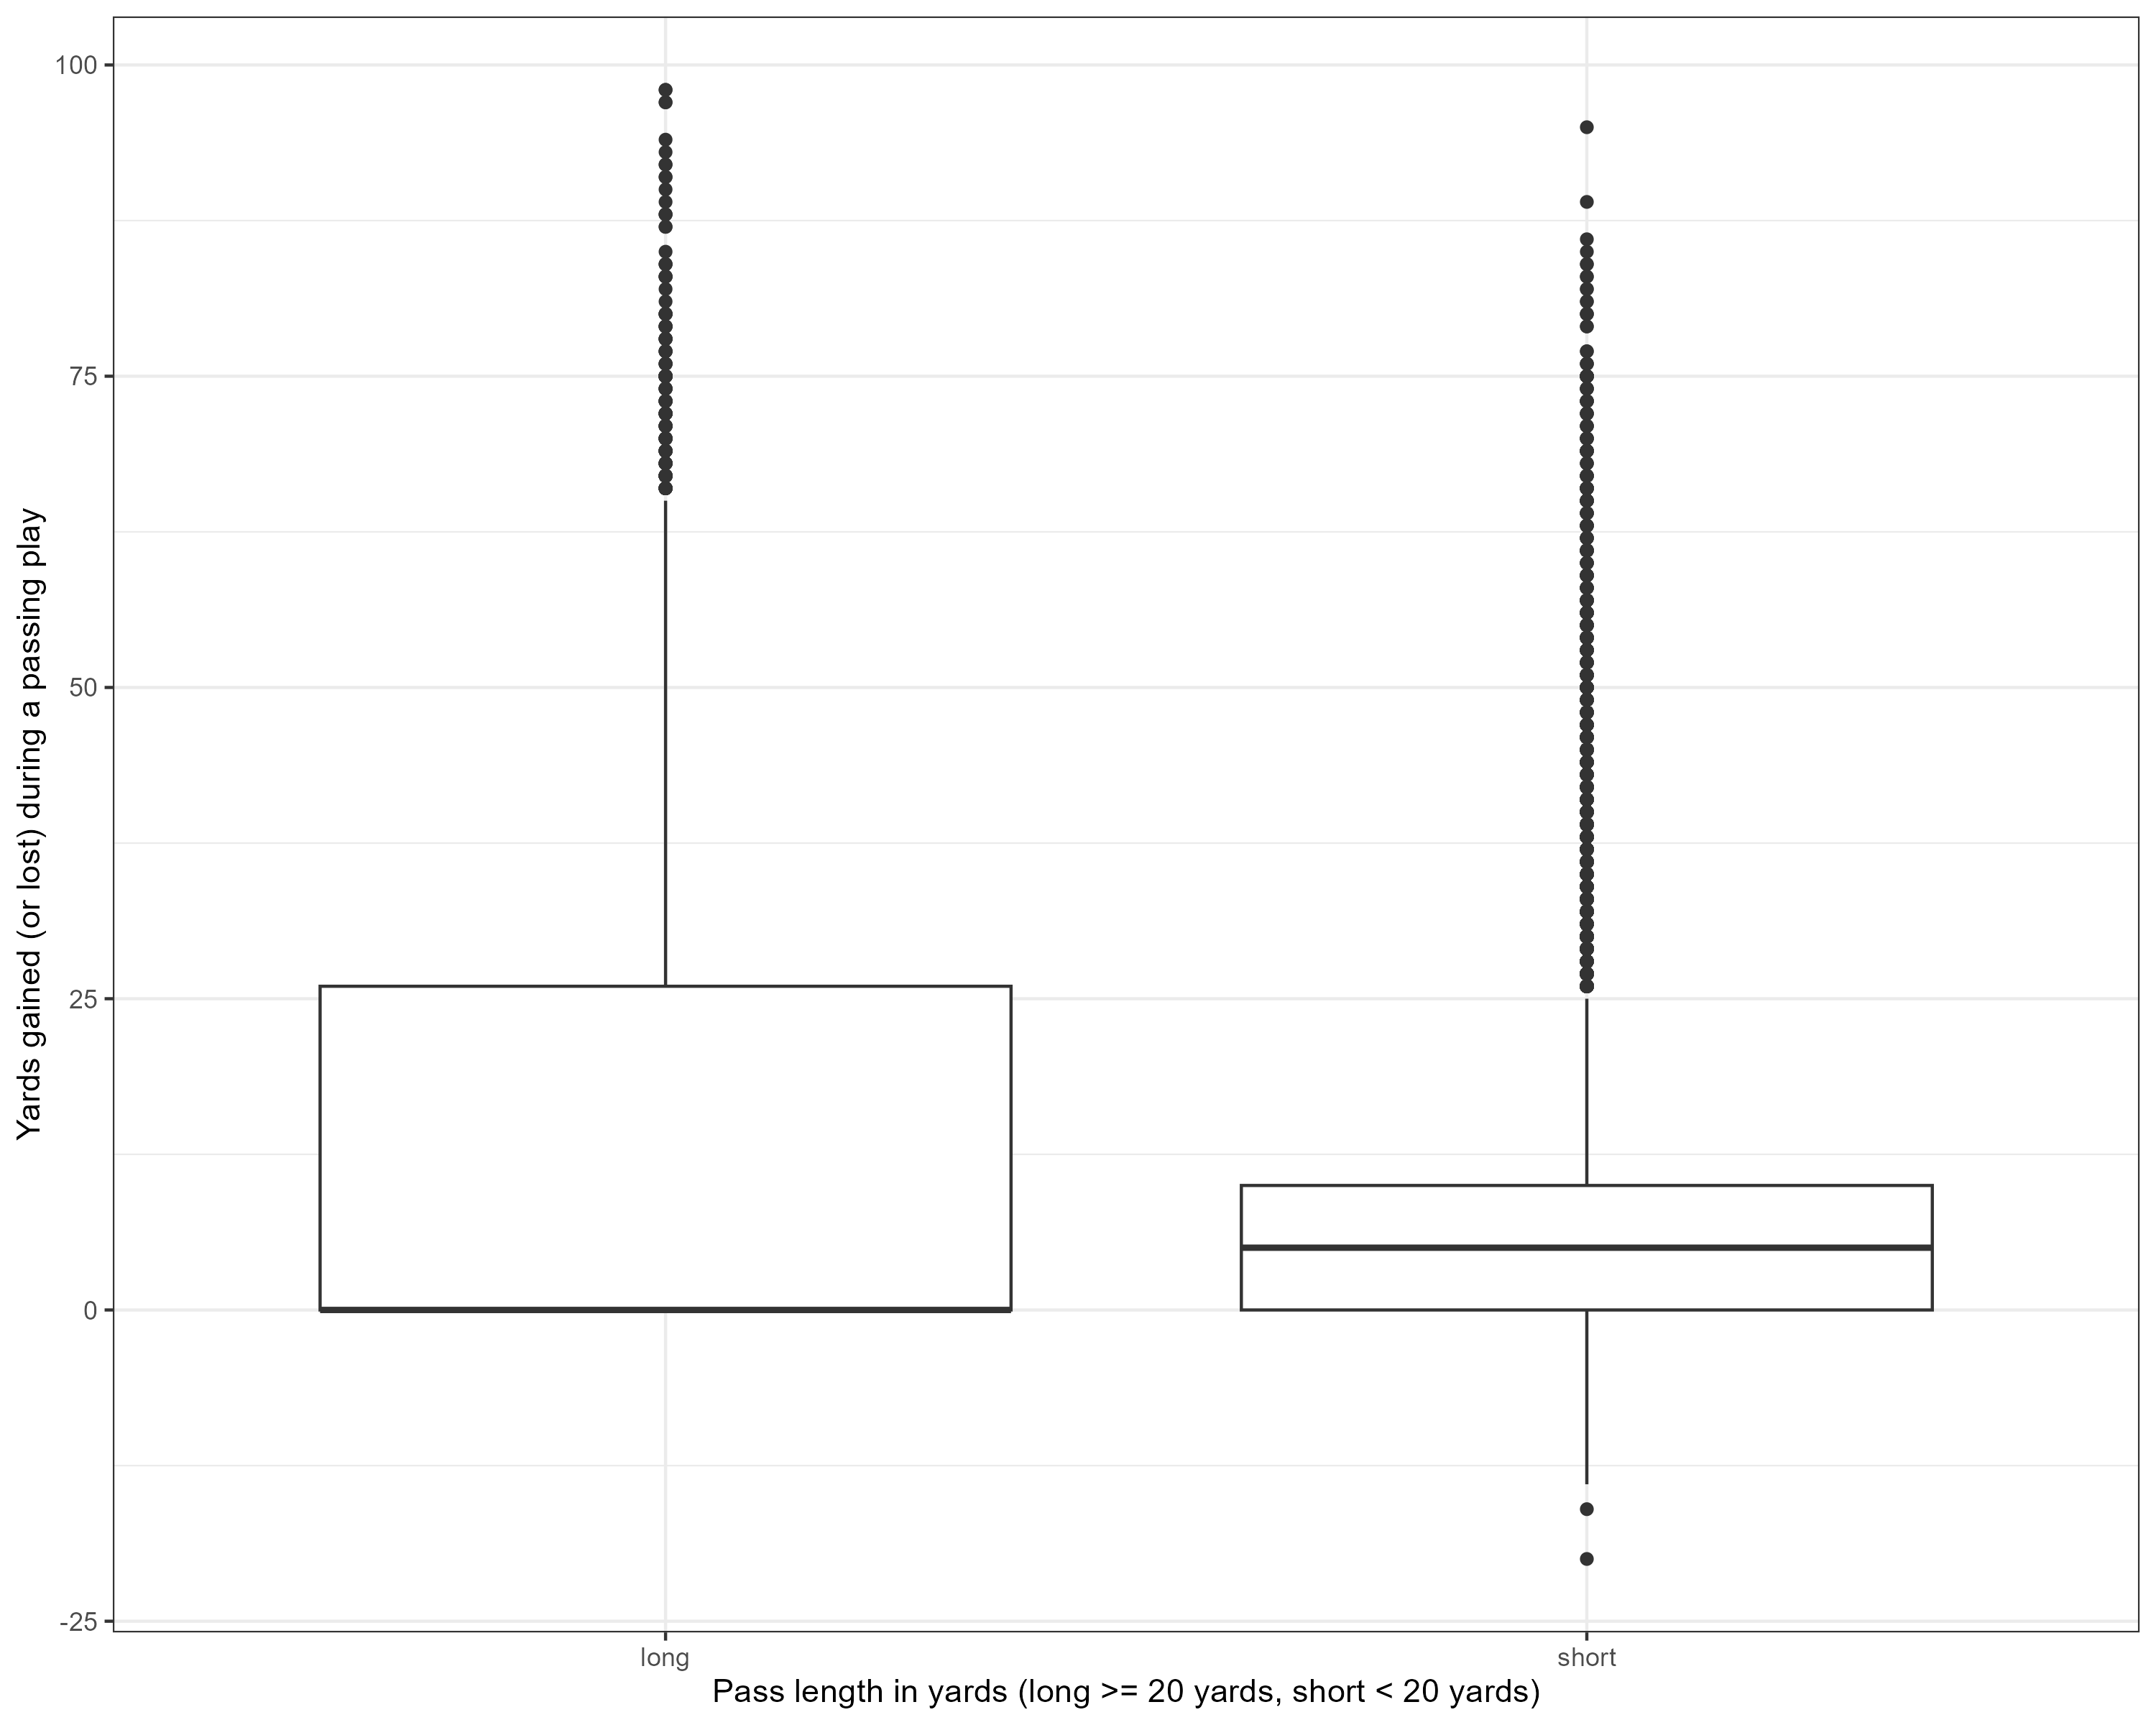 Yards gained (or lost) during a passing play
100
75
50
25
0
-25
long short
Pass length in yards (long >= 20 yards, short < 20 yards)